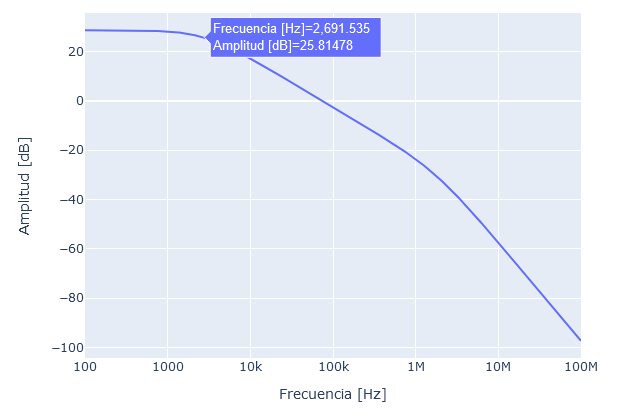 Frecuencia [Hz]=2,691.535
Amplitud [dB]=25.81478
20
0
−20
−40
−60
−80
−100
Amplitud [dB]
100 1000 10k 100k 1M 10M 100M
Frecuencia [Hz]